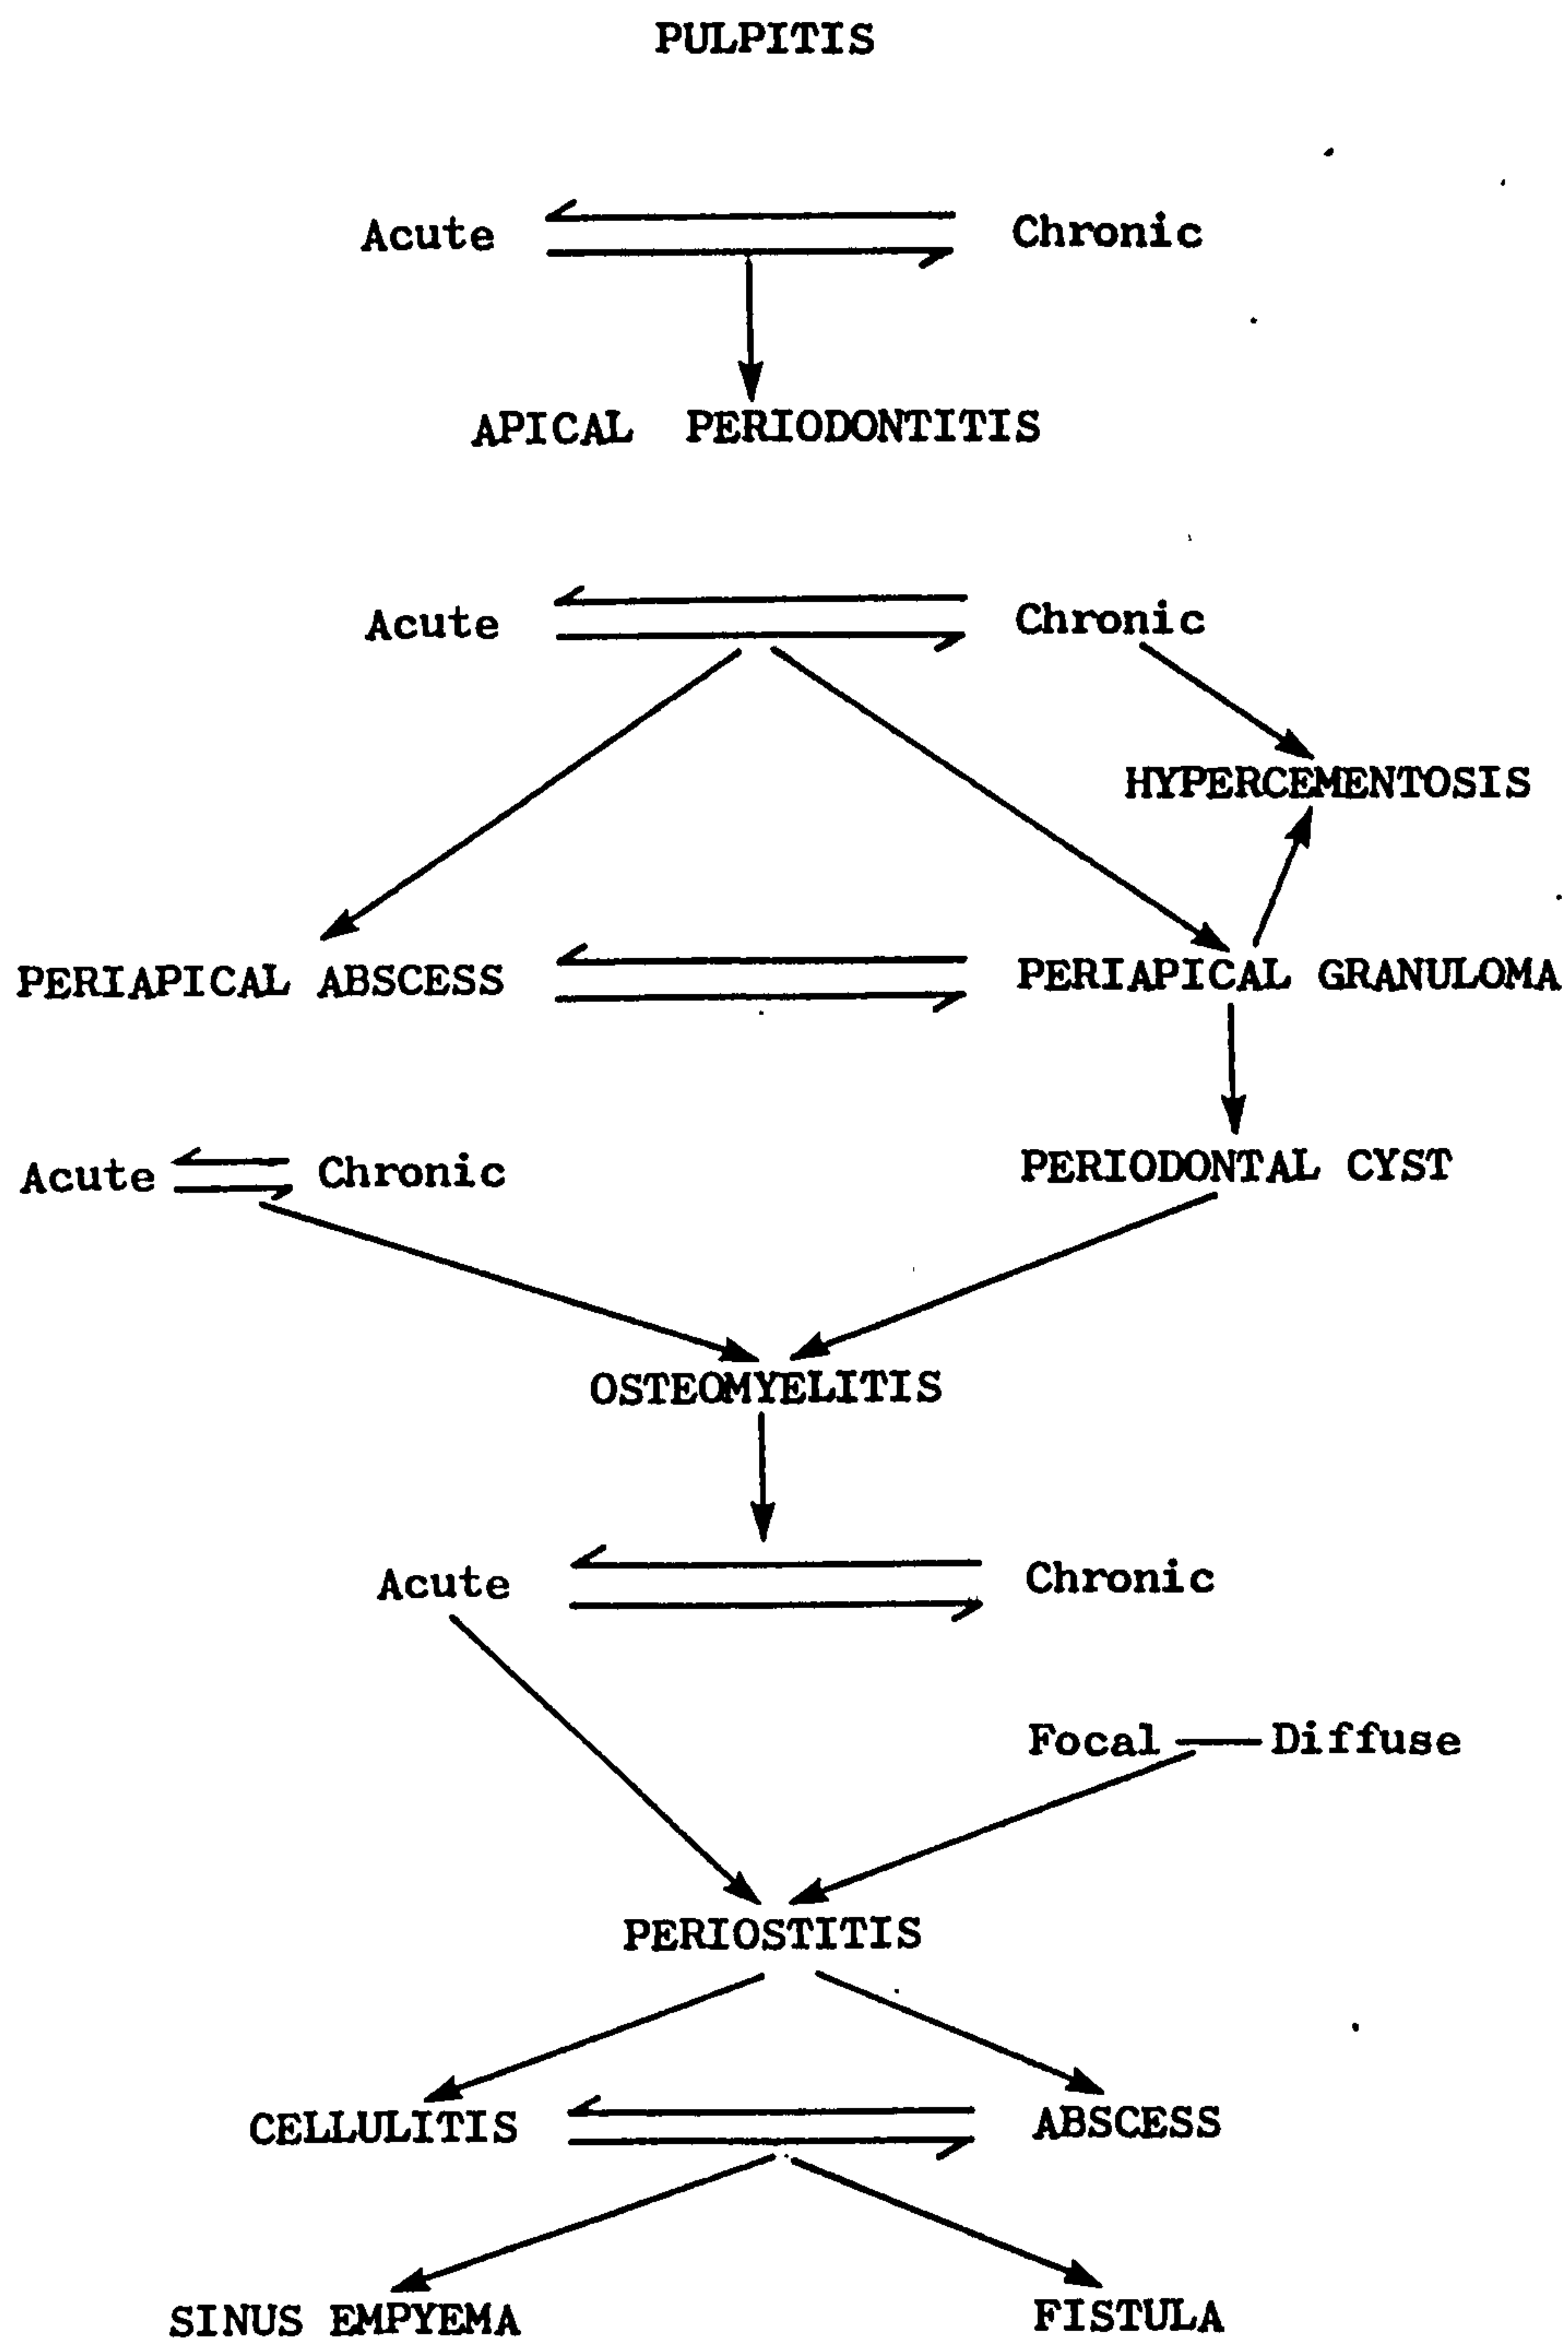 PULPITIS
Acute Chronic
APICAL PERIODONTITIS
Acute Chronic
HYPERCEMENTOSIS
PERIAPICAL ABSCESS PERIAPICAL GRANULOMA
Acute Chronic PERIODONTAL CYST
OSTEOMYELITIS
Acute Chronic
Focal — Diffuse
PERIOSTITIS
CELLULITIS ABSCESS
SINUS EMPYEMA FISTULA